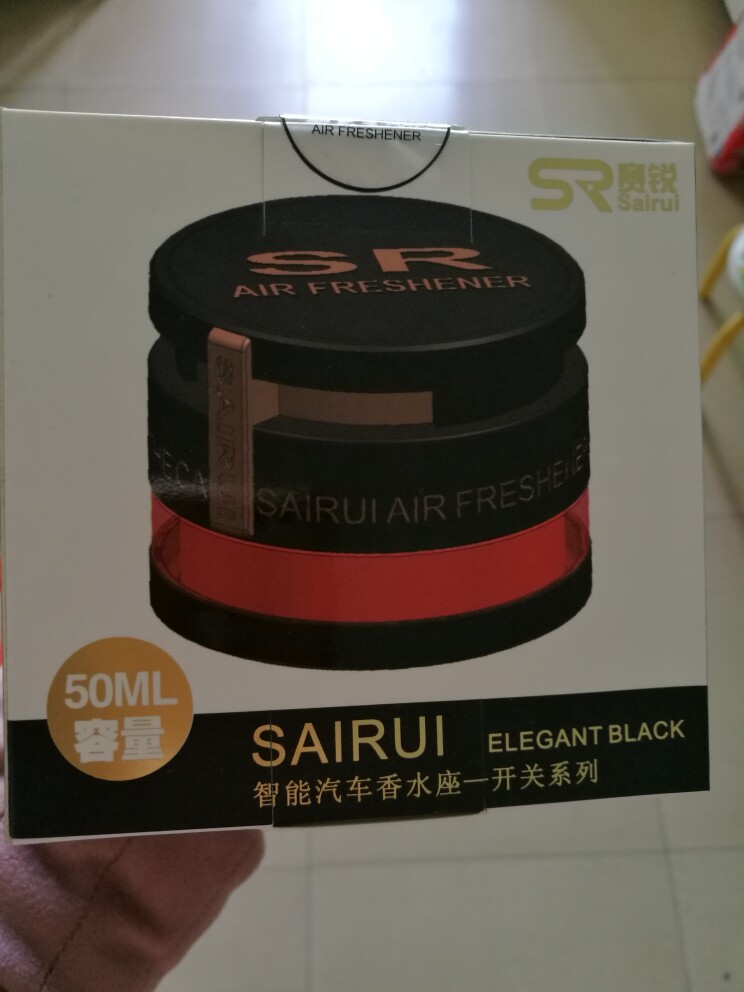 AIR FRESHENER
SR 赛锐
Sairui
SR
AIR FRESHENER
SAIRUI
SAIRUI AIR FRESHENER
50ML
容量
SAIRUI
ELEGANT BLACK
智能汽车香水座—开关系列